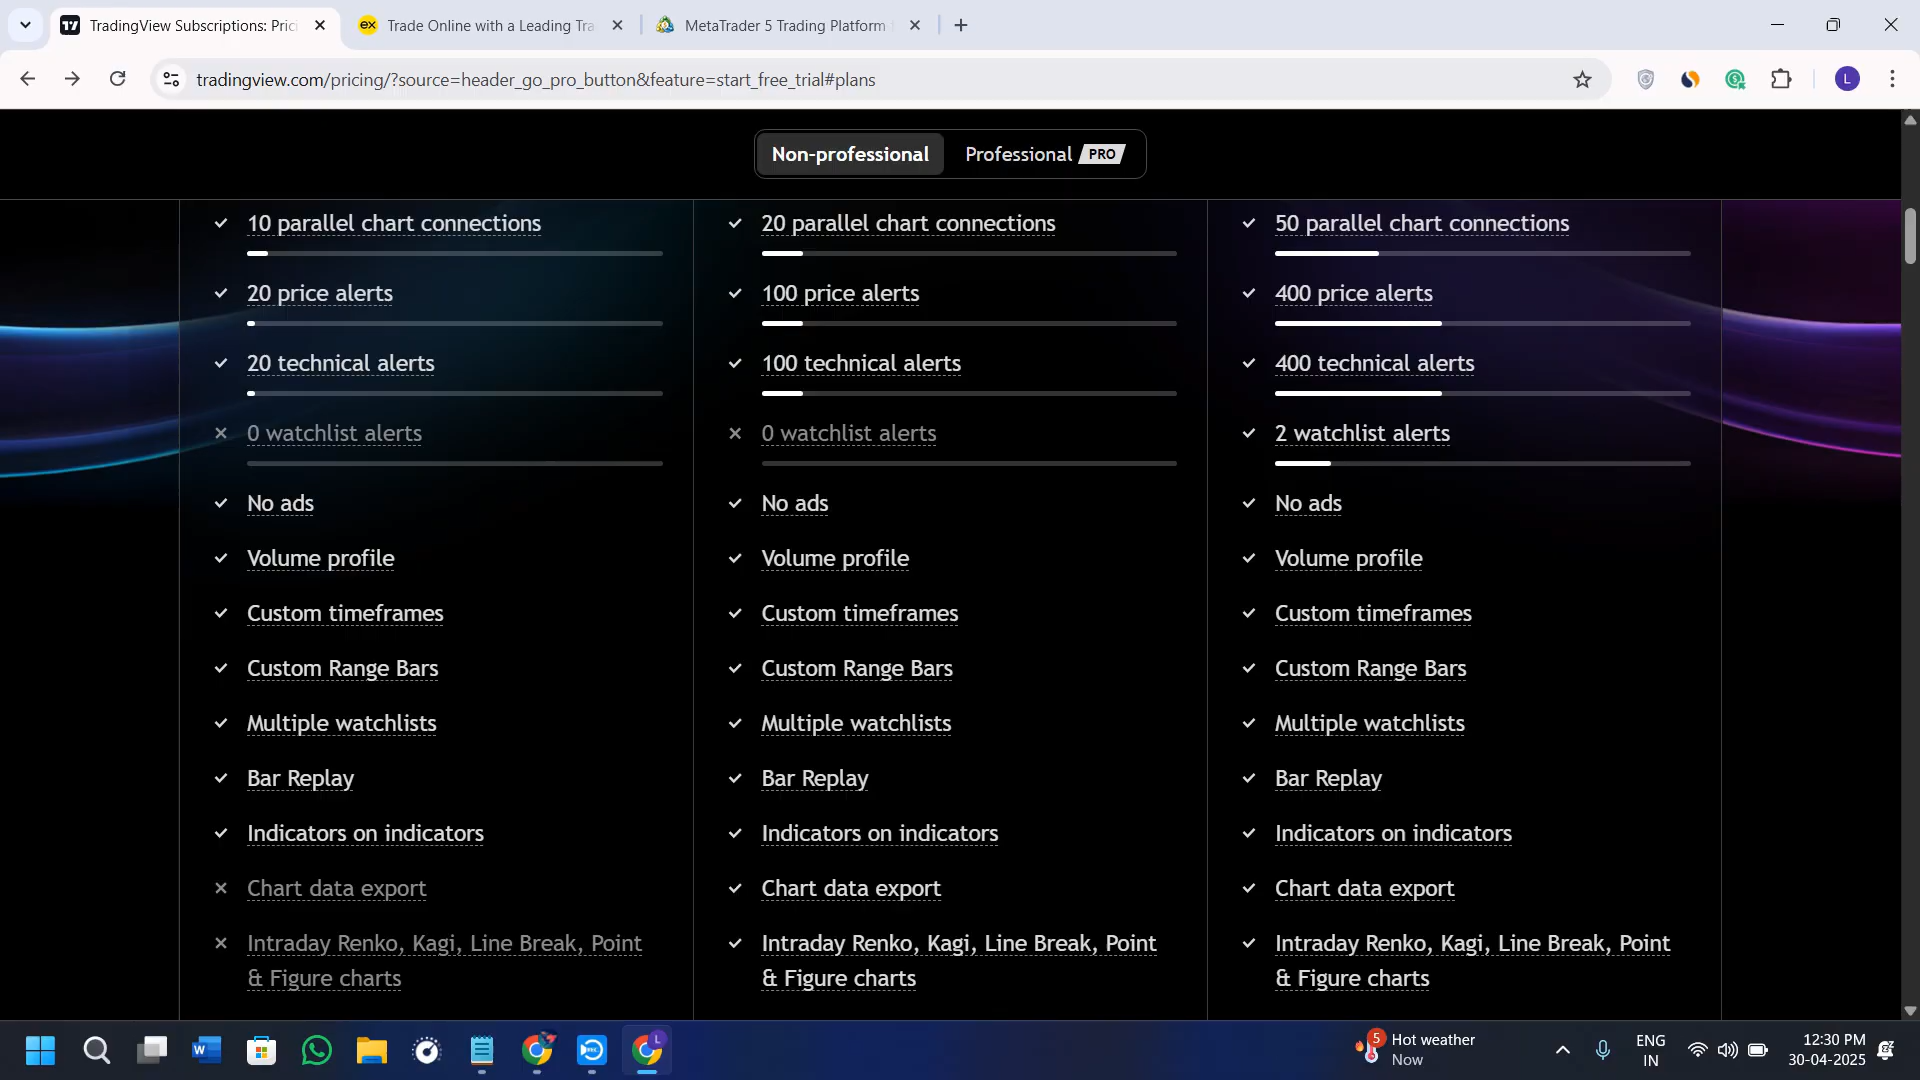 TradingView Subscriptions: Pric
Trade Online with a Leading Tra
MetaTrader 5 Trading Platform
tradingview.com/pricing/?source=header_go_pro_button&feature=start_free_trial#plans
L
Non-professional
Professional PRO
10 parallel chart connections
20 price alerts
20 technical alerts
0 watchlist alerts
No ads
Volume profile
Custom timeframes
Custom Range Bars
Multiple watchlists
Bar Replay
Indicators on indicators
Chart data export
Intraday Renko, Kagi, Line Break, Point
& Figure charts
20 parallel chart connections
100 price alerts
100 technical alerts
0 watchlist alerts
No ads
Volume profile
Custom timeframes
Custom Range Bars
Multiple watchlists
Bar Replay
Indicators on indicators
Chart data export
Intraday Renko, Kagi, Line Break, Point
& Figure charts
50 parallel chart connections
400 price alerts
400 technical alerts
2 watchlist alerts
No ads
Volume profile
Custom timeframes
Custom Range Bars
Multiple watchlists
Bar Replay
Indicators on indicators
Chart data export
Intraday Renko, Kagi, Line Break, Point
& Figure charts
5
Hot weather
Now
ENG
IN
12:30 PM
30-04-2025